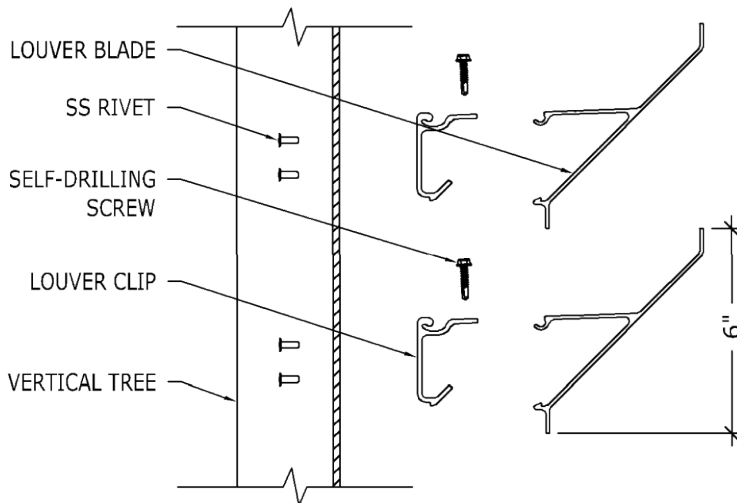 LOUVER BLADE
SS RIVET
SELF-DRILLING
SCREW
LOUVER CLIP
VERTICAL TREE
6"